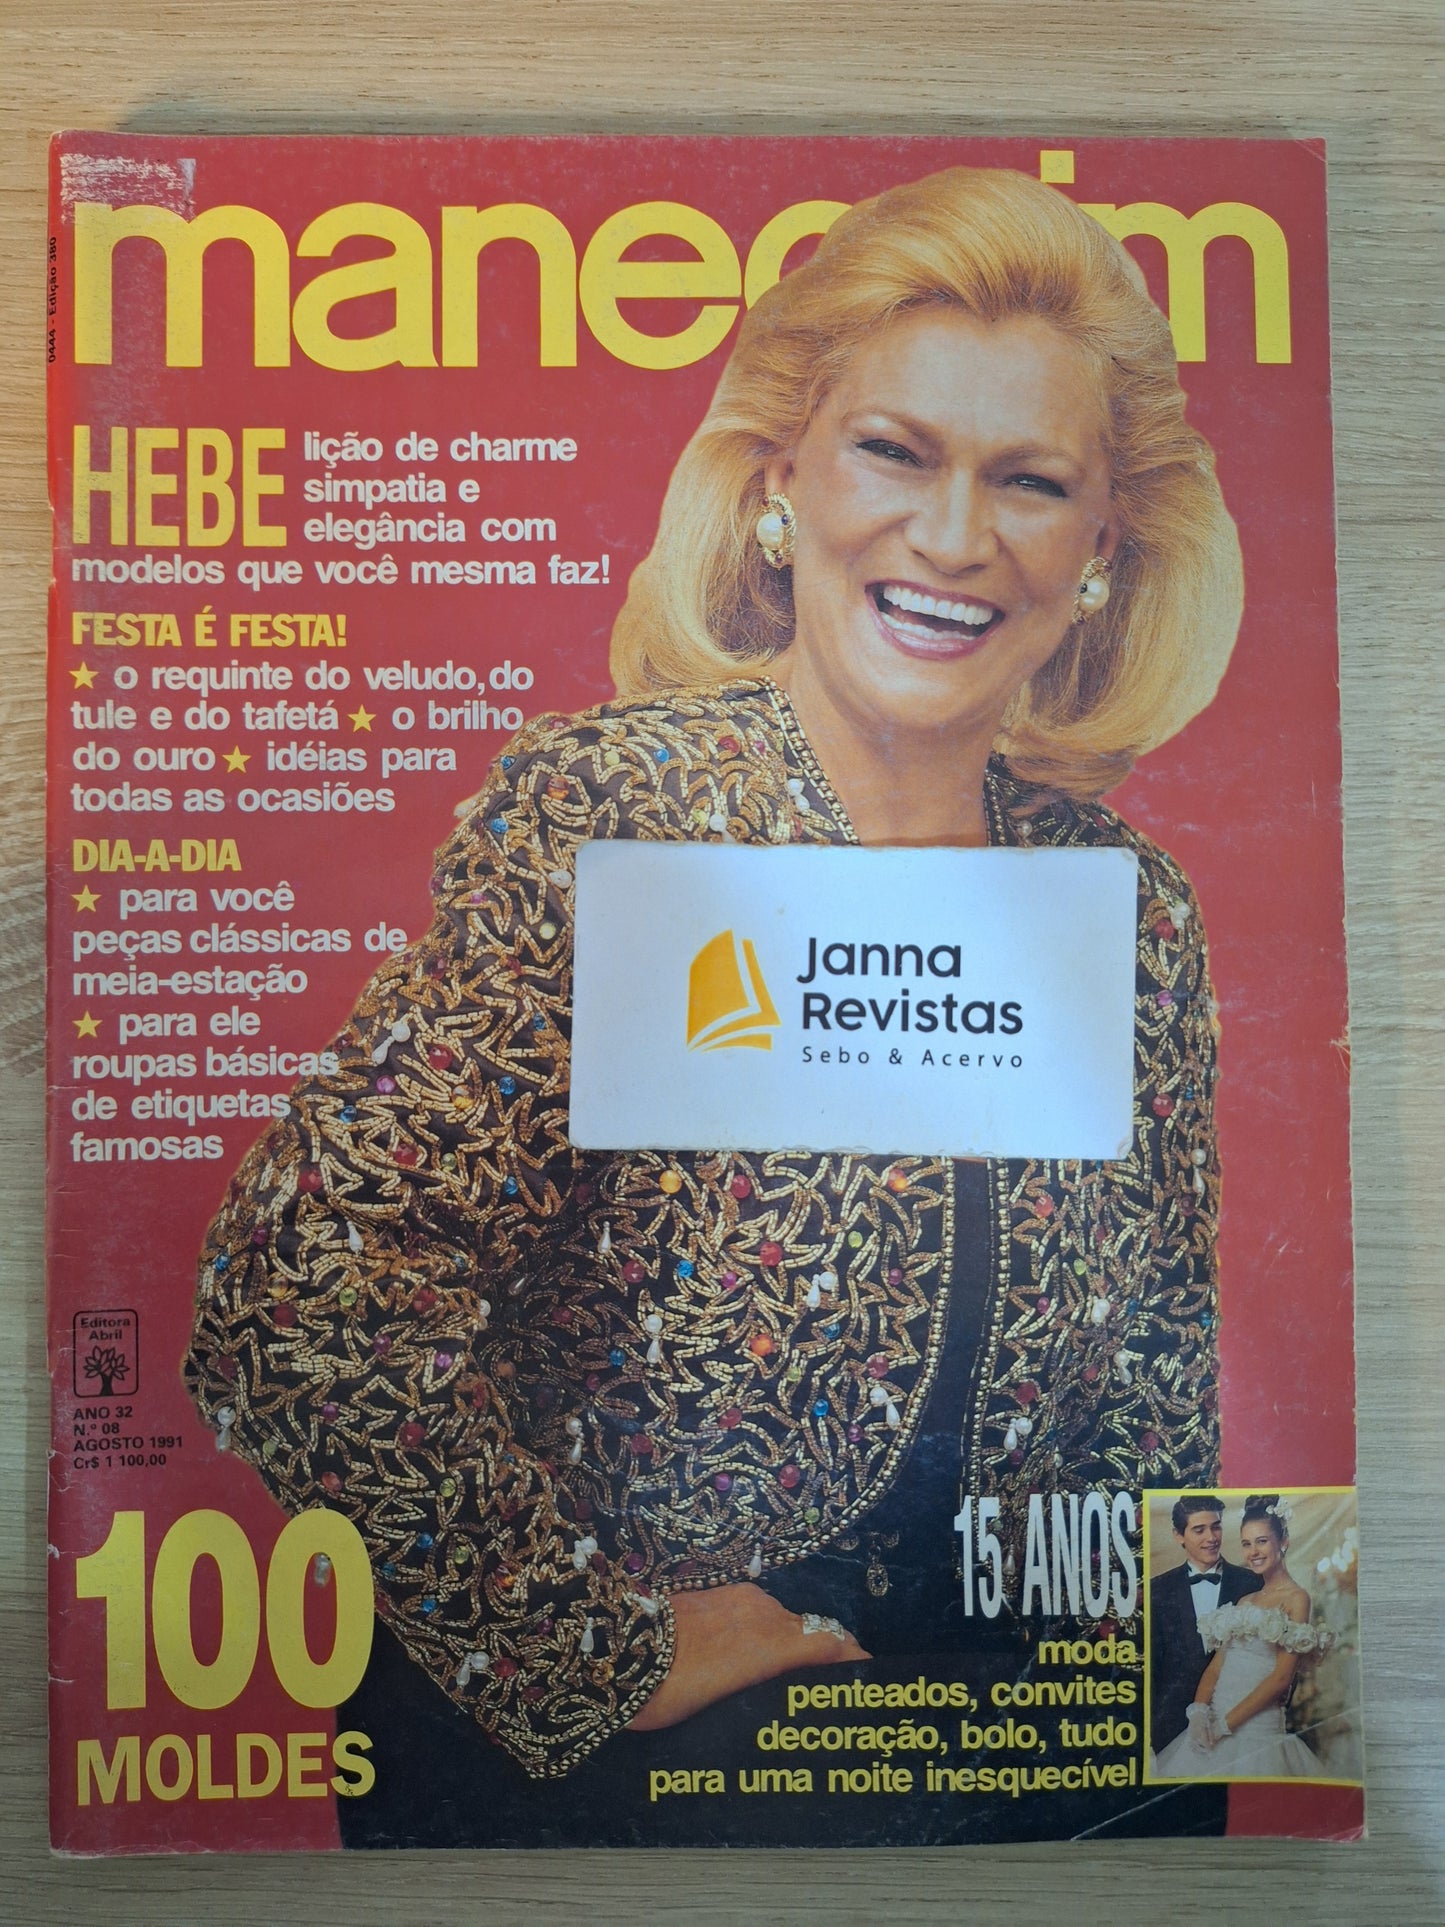 manequim
0444 - Edição 380
HEBE
lição de charme
simpatia e
elegância com
modelos que você mesma faz!
FESTA É FESTA!
★ o requinte do veludo, do
tule e do tafetá ★ o brilho
do ouro ★ idéias para
todas as ocasiões
DIA-A-DIA
★ para você
peças clássicas de
meia-estação
★ para ele
roupas básicas
de etiquetas
famosas
Janna
Revistas
Sebo & Acervo
Editora
Abril
ANO 32
N.º 08
AGOSTO 1991
Cr$ 1 100,00
100
MOLDES
15 ANOS
moda
penteados, convites
decoração, bolo, tudo
para uma noite inesquecível